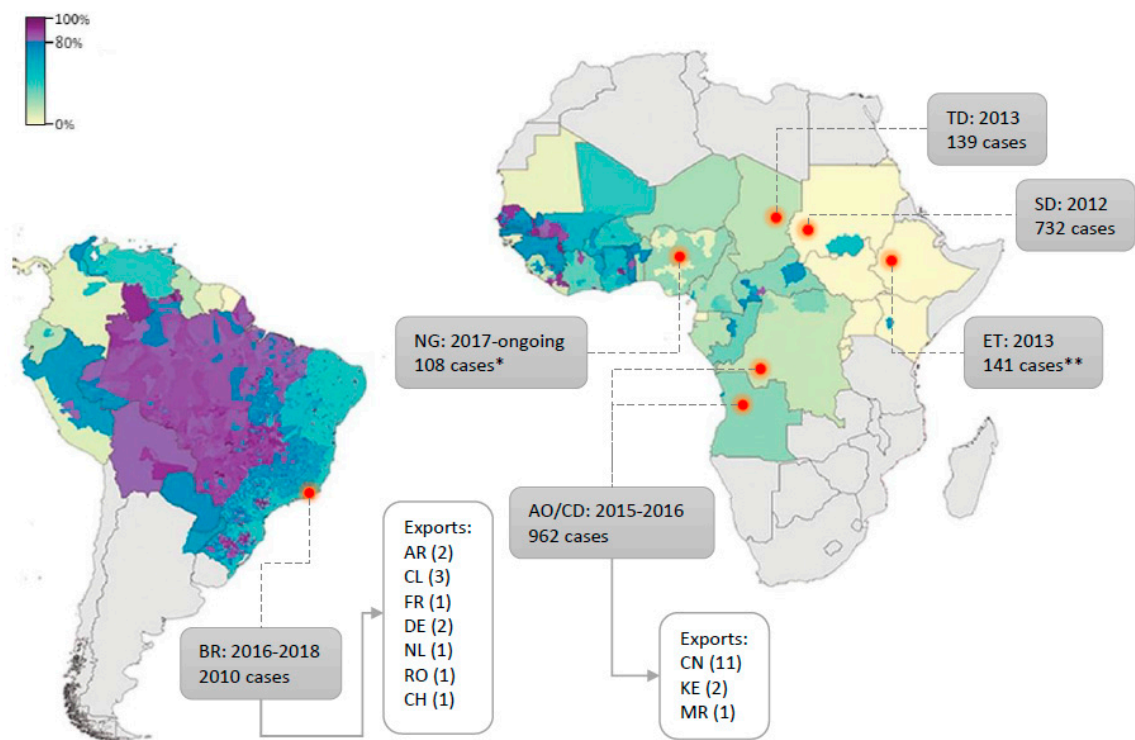 100%
80%
0%
TD: 2013
139 cases
SD: 2012
732 cases
NG: 2017-ongoing
108 cases*
ET: 2013
141 cases**
AO/CD: 2015-2016
962 cases
Exports:
AR (2)
CL (3)
FR (1)
DE (2)
NL (1)
RO (1)
CH (1)
BR: 2016-2018
2010 cases
Exports:
CN (11)
KE (2)
MR (1)